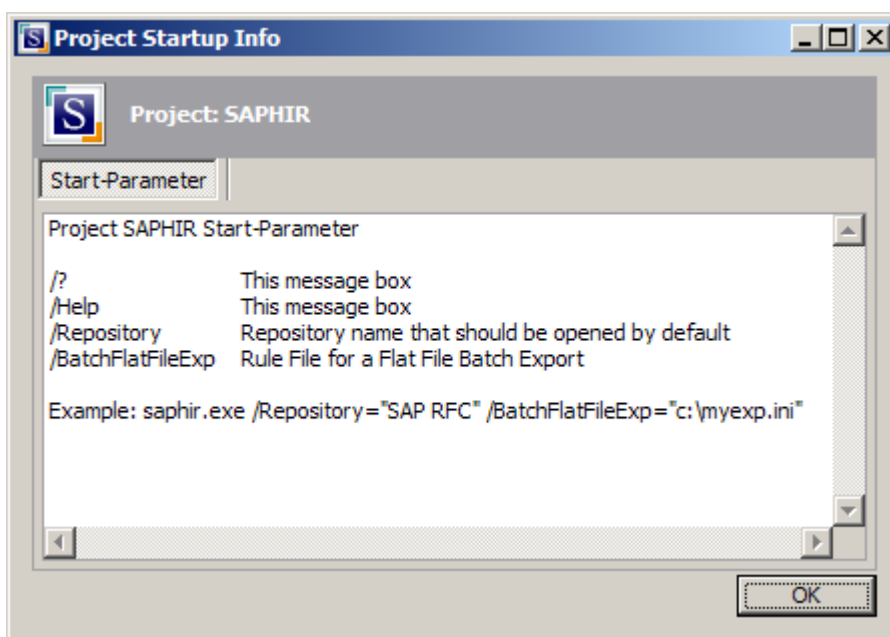 Project Startup Info
S
Project: SAPHIR
Start-Parameter
Project SAPHIR Start-Parameter
/? This message box
/Help This message box
/Repository Repository name that should be opened by default
/BatchFlatFileExp Rule File for a Flat File Batch Export
Example: saphir.exe /Repository="SAP RFC" /BatchFlatFileExp="c:\myexp.ini"
OK